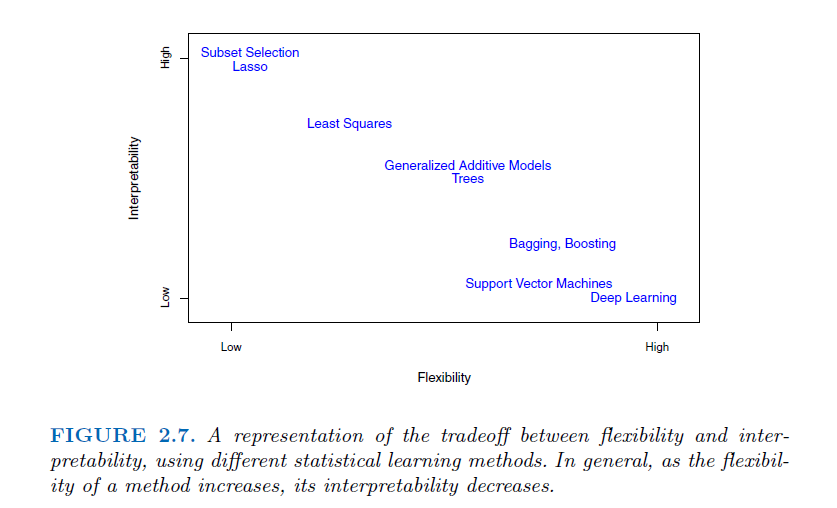 High
Subset Selection
Lasso
Least Squares
Generalized Additive Models
Trees
Interpretability
Bagging, Boosting
Support Vector Machines
Deep Learning
Low
Low
High
Flexibility
FIGURE 2.7. A representation of the tradeoff between flexibility and inter-
pretability, using different statistical learning methods. In general, as the flexibil-
ity of a method increases, its interpretability decreases.